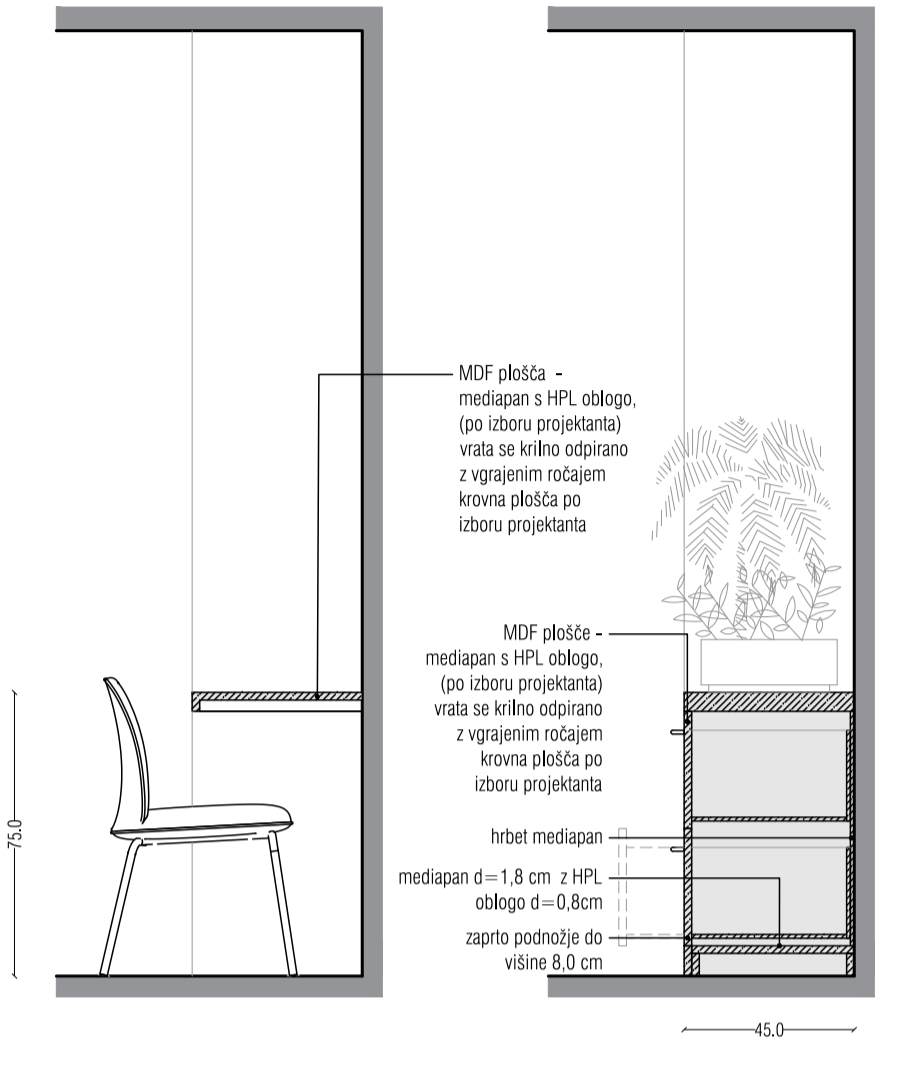 MDF plošča -
mediapan s HPL oblogo,
(po izboru projektanta)
vrata se krilno odpirano
z vgrajenim ročajem
krovna plošča po
izboru projektanta
MDF plošče -
mediapan s HPL oblogo,
(po izboru projektanta)
vrata se krilno odpirano
z vgrajenim ročajem
krovna plošča po
izboru projektanta
hrbet mediapan
mediapan d=1,8 cm z HPL
oblogo d=0,8cm
zaprto podnožje do
višine 8,0 cm
75.0
45.0